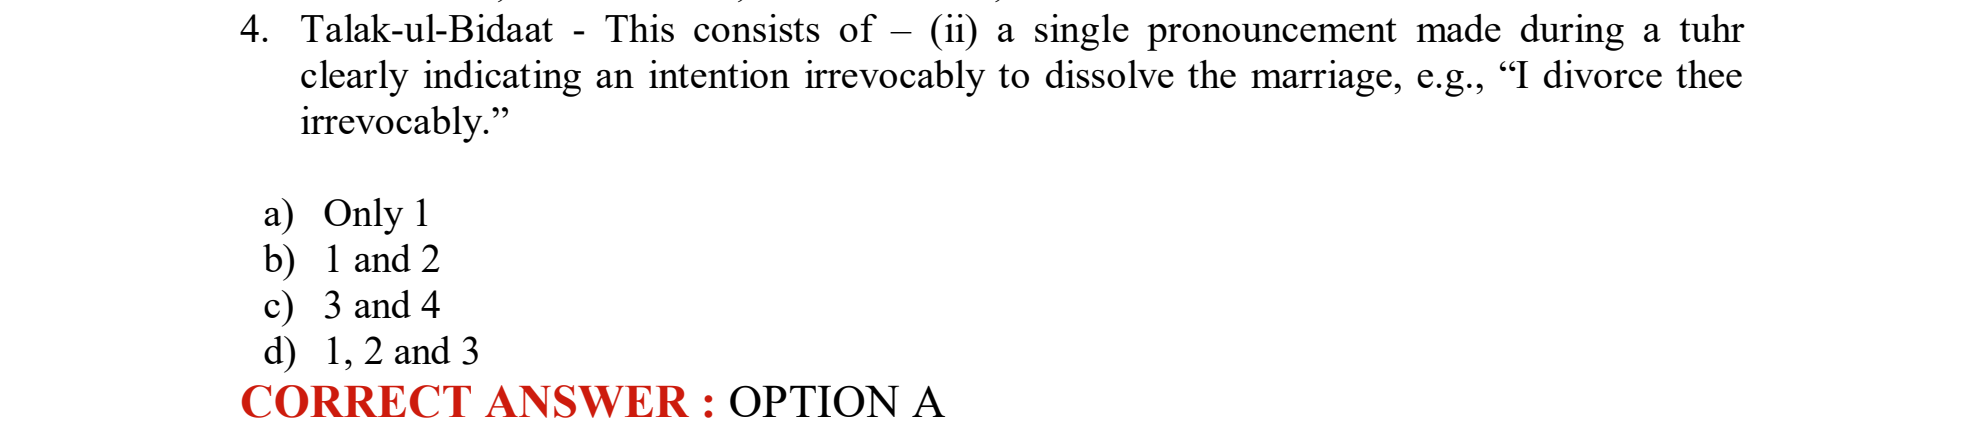 4. Talak-ul-Bidaat - This consists of – (ii) a single pronouncement made during a tuhr
clearly indicating an intention irrevocably to dissolve the marriage, e.g., “I divorce thee
irrevocably.”
a) Only 1
b) 1 and 2
c) 3 and 4
d) 1, 2 and 3
CORRECT ANSWER : OPTION A